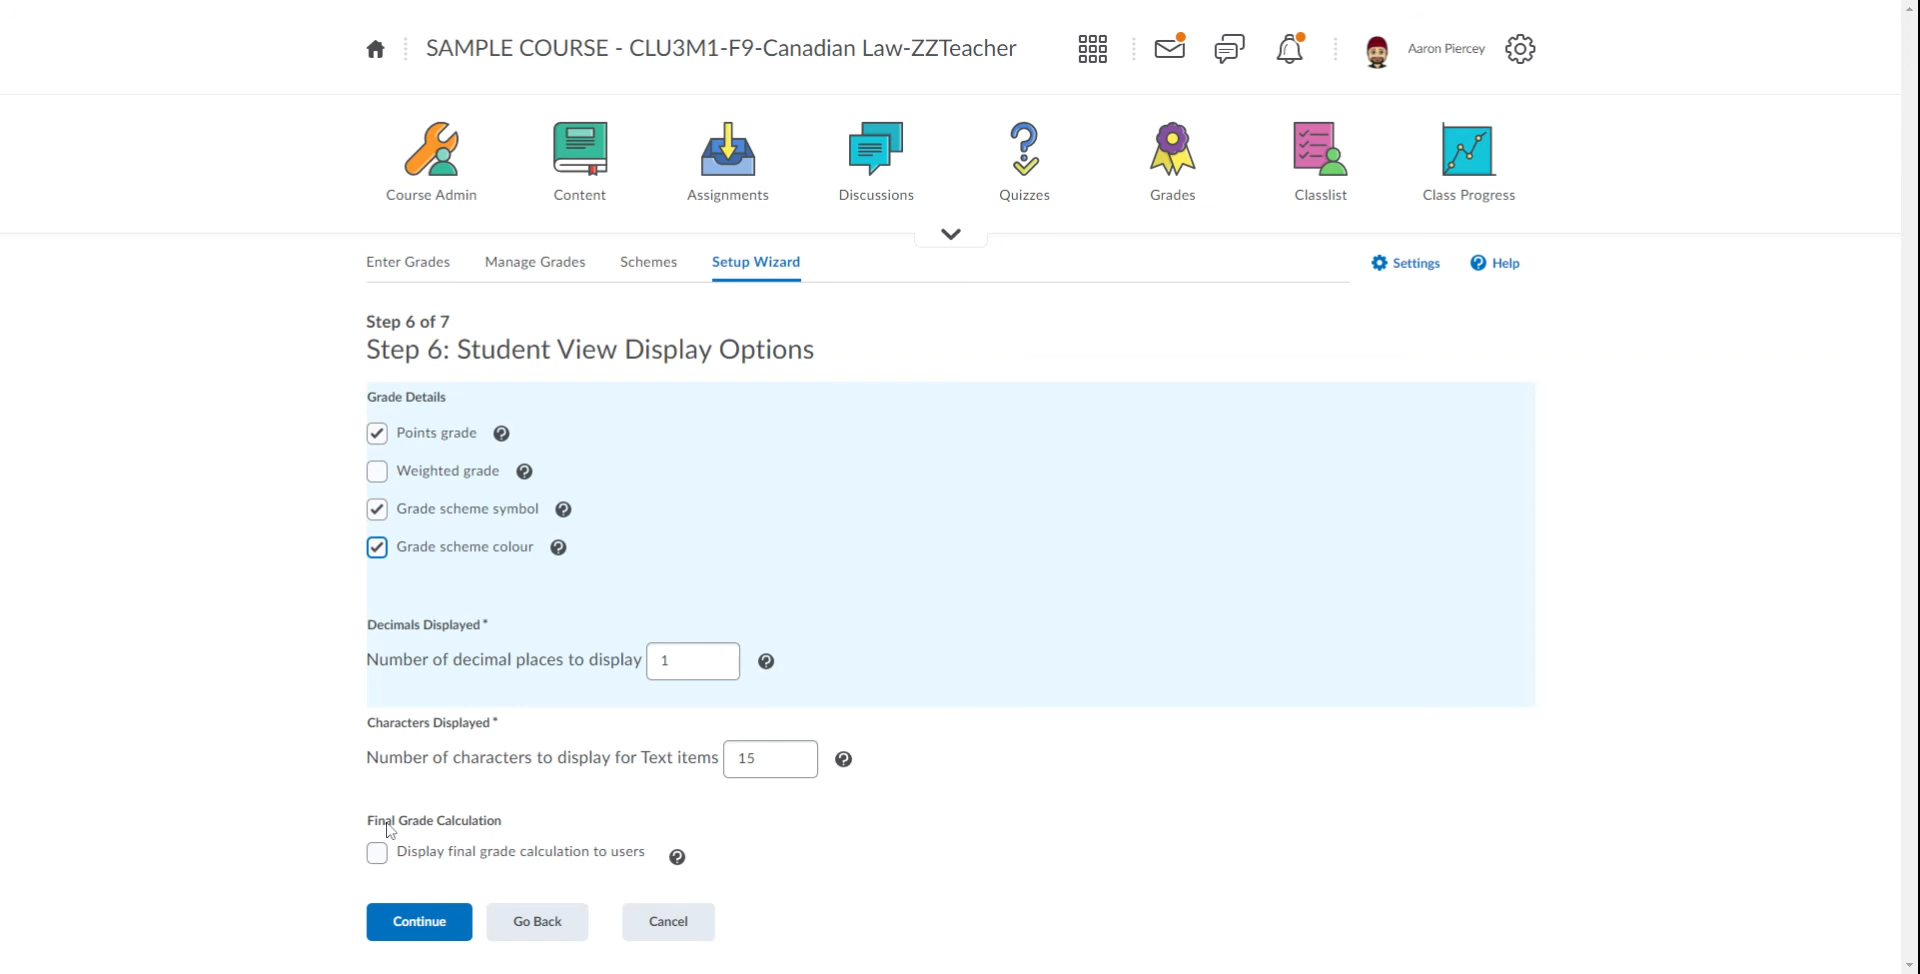 SAMPLE COURSE - CLU3M1-F9-Canadian Law-ZZTeacher
Aaron Piercey
Course Admin
Content
Assignments
Discussions
Quizzes
Grades
Classlist
Class Progress
Enter Grades
Manage Grades
Schemes
Setup Wizard
Settings
Help
Step 6 of 7
Step 6: Student View Display Options
Grade Details
Points grade
Weighted grade
Grade scheme symbol
Grade scheme colour
Decimals Displayed *
Number of decimal places to display 1
Characters Displayed *
Number of characters to display for Text items 15
Final Grade Calculation
Display final grade calculation to users
Continue
Go Back
Cancel